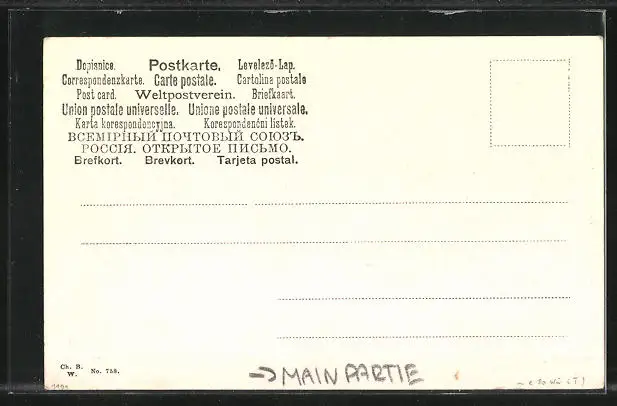 Dopisnice. Postkarte. Levelező-Lap.
Correspondenzkarte. Carte postale. Cartolina postale
Post card. Weltpostverein. Briefkaart.
Union postale universelle. Unione postale universale.
Karta korespondencyjna. Korespondenční listek.
ВСЕМІРНЫЙ ПОЧТОВЫЙ СОЮЗЪ.
РОССІЯ. ОТКРЫТОЕ ПИСЬМО.
Brefkort. Brevkort. Tarjeta postal.
Ch. B.
W. No. 758.
→ MAIN PARTIE